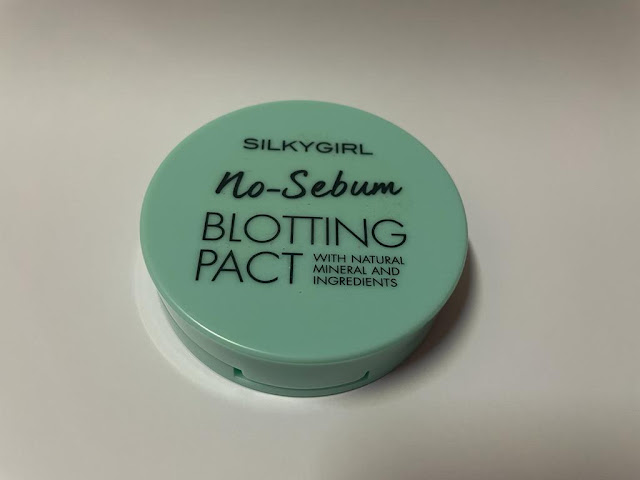 SILKYGIRL
No-Sebum
BLOTTING
PACT
WITH NATURAL
MINERAL AND
INGREDIENTS